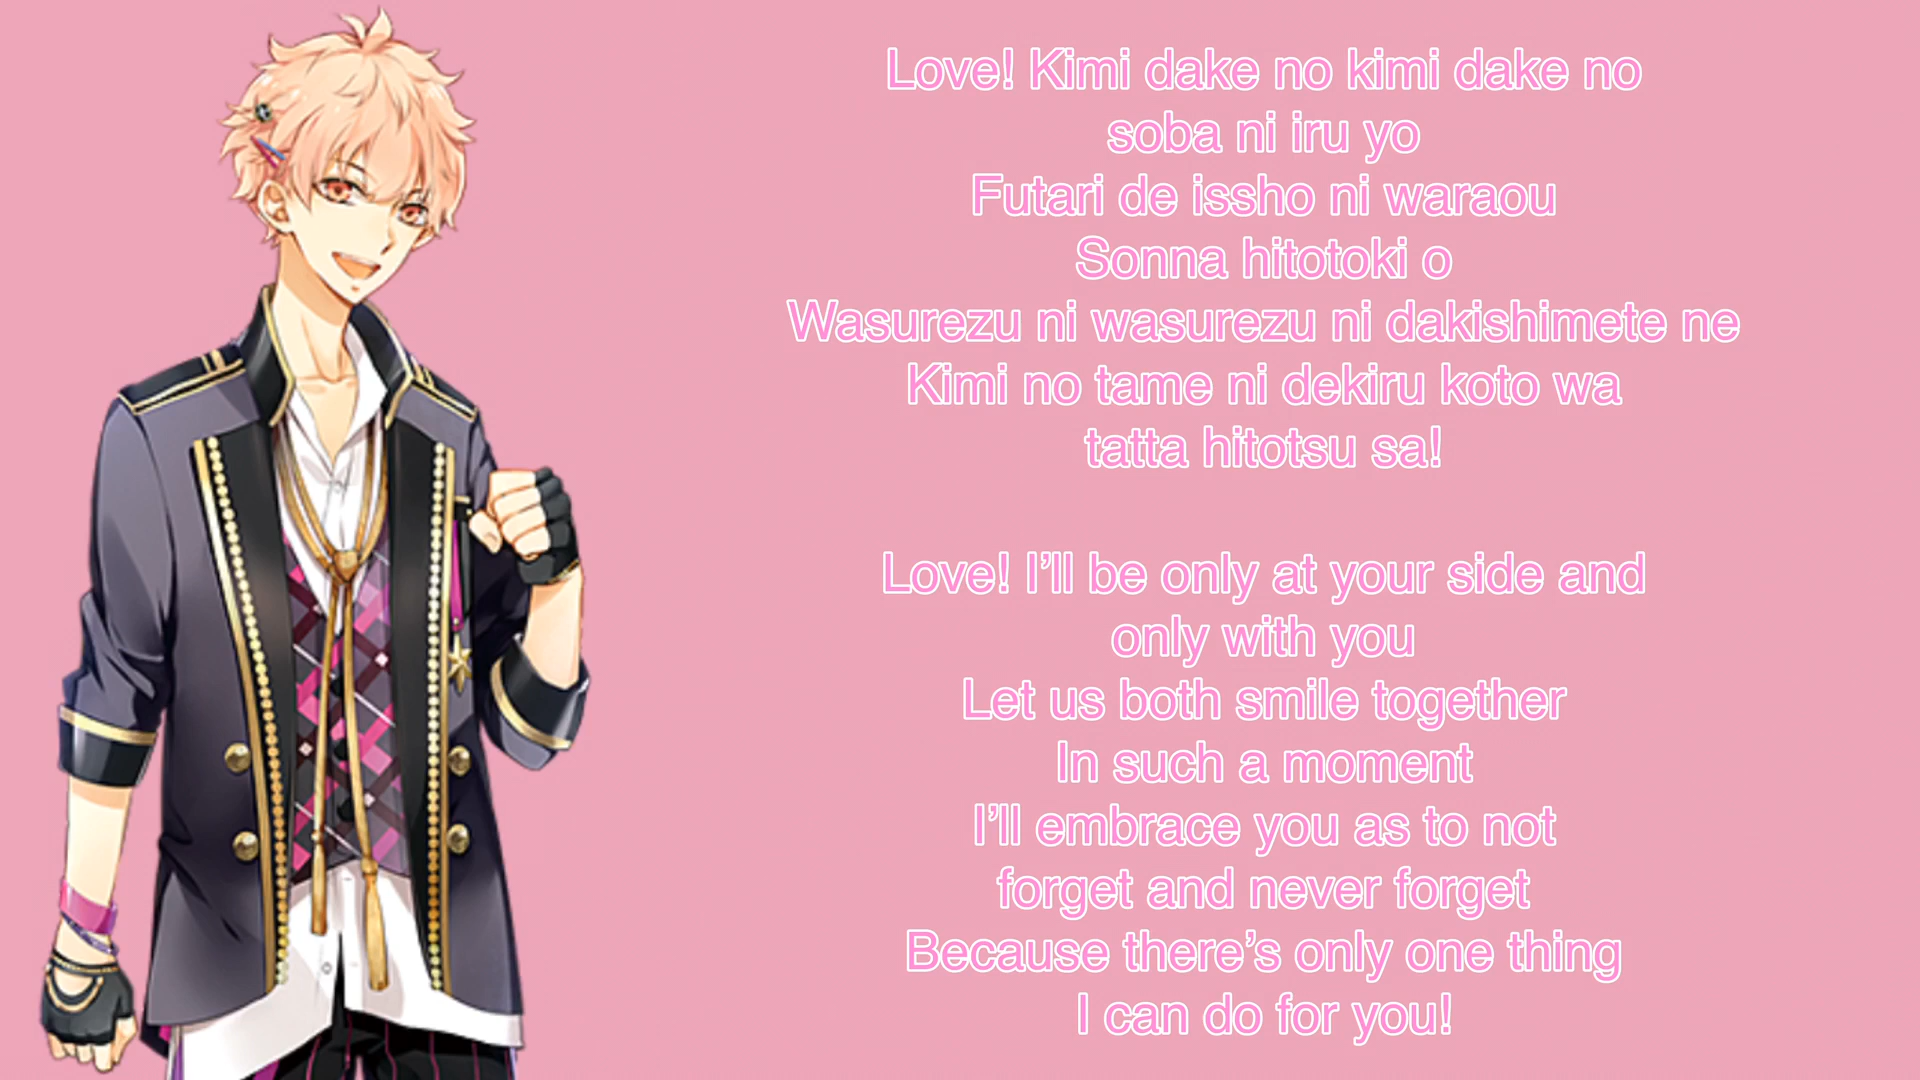 Love! Kimi dake no kimi dake no
soba ni iru yo
Futari de issho ni waraou
Sonna hitotoki o
Wasurezu ni wasurezu ni dakishimete ne
Kimi no tame ni dekiru koto wa
tatta hitotsu sa!
Love! I’ll be only at your side and
only with you
Let us both smile together
In such a moment
I’ll embrace you as to not
forget and never forget
Because there’s only one thing
I can do for you!